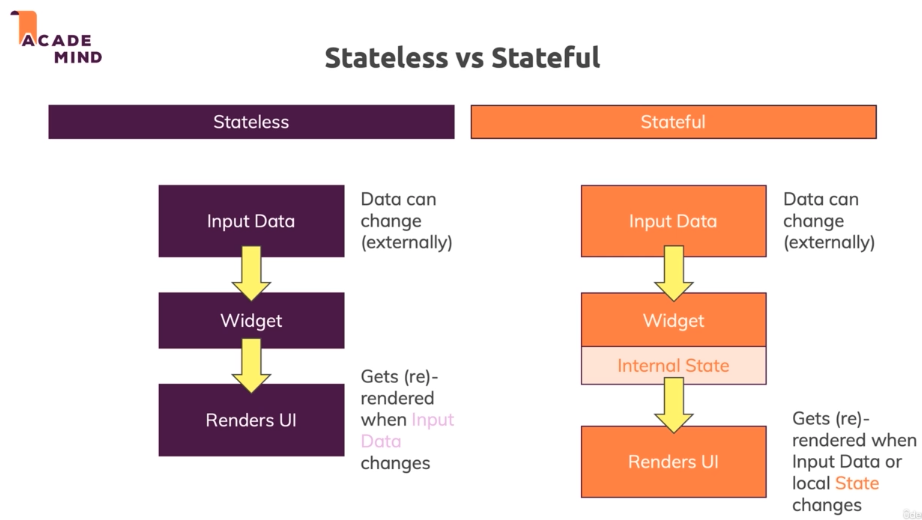 ACADE
MIND
Stateless vs Stateful
Stateless
Stateful
Input Data
Data can
change
(externally)
Widget
Renders UI
Gets (re)-
rendered
when Input
Data
changes
Input Data
Data can
change
(externally)
Widget
Internal State
Renders UI
Gets (re)-
rendered when
Input Data or
local State
changes